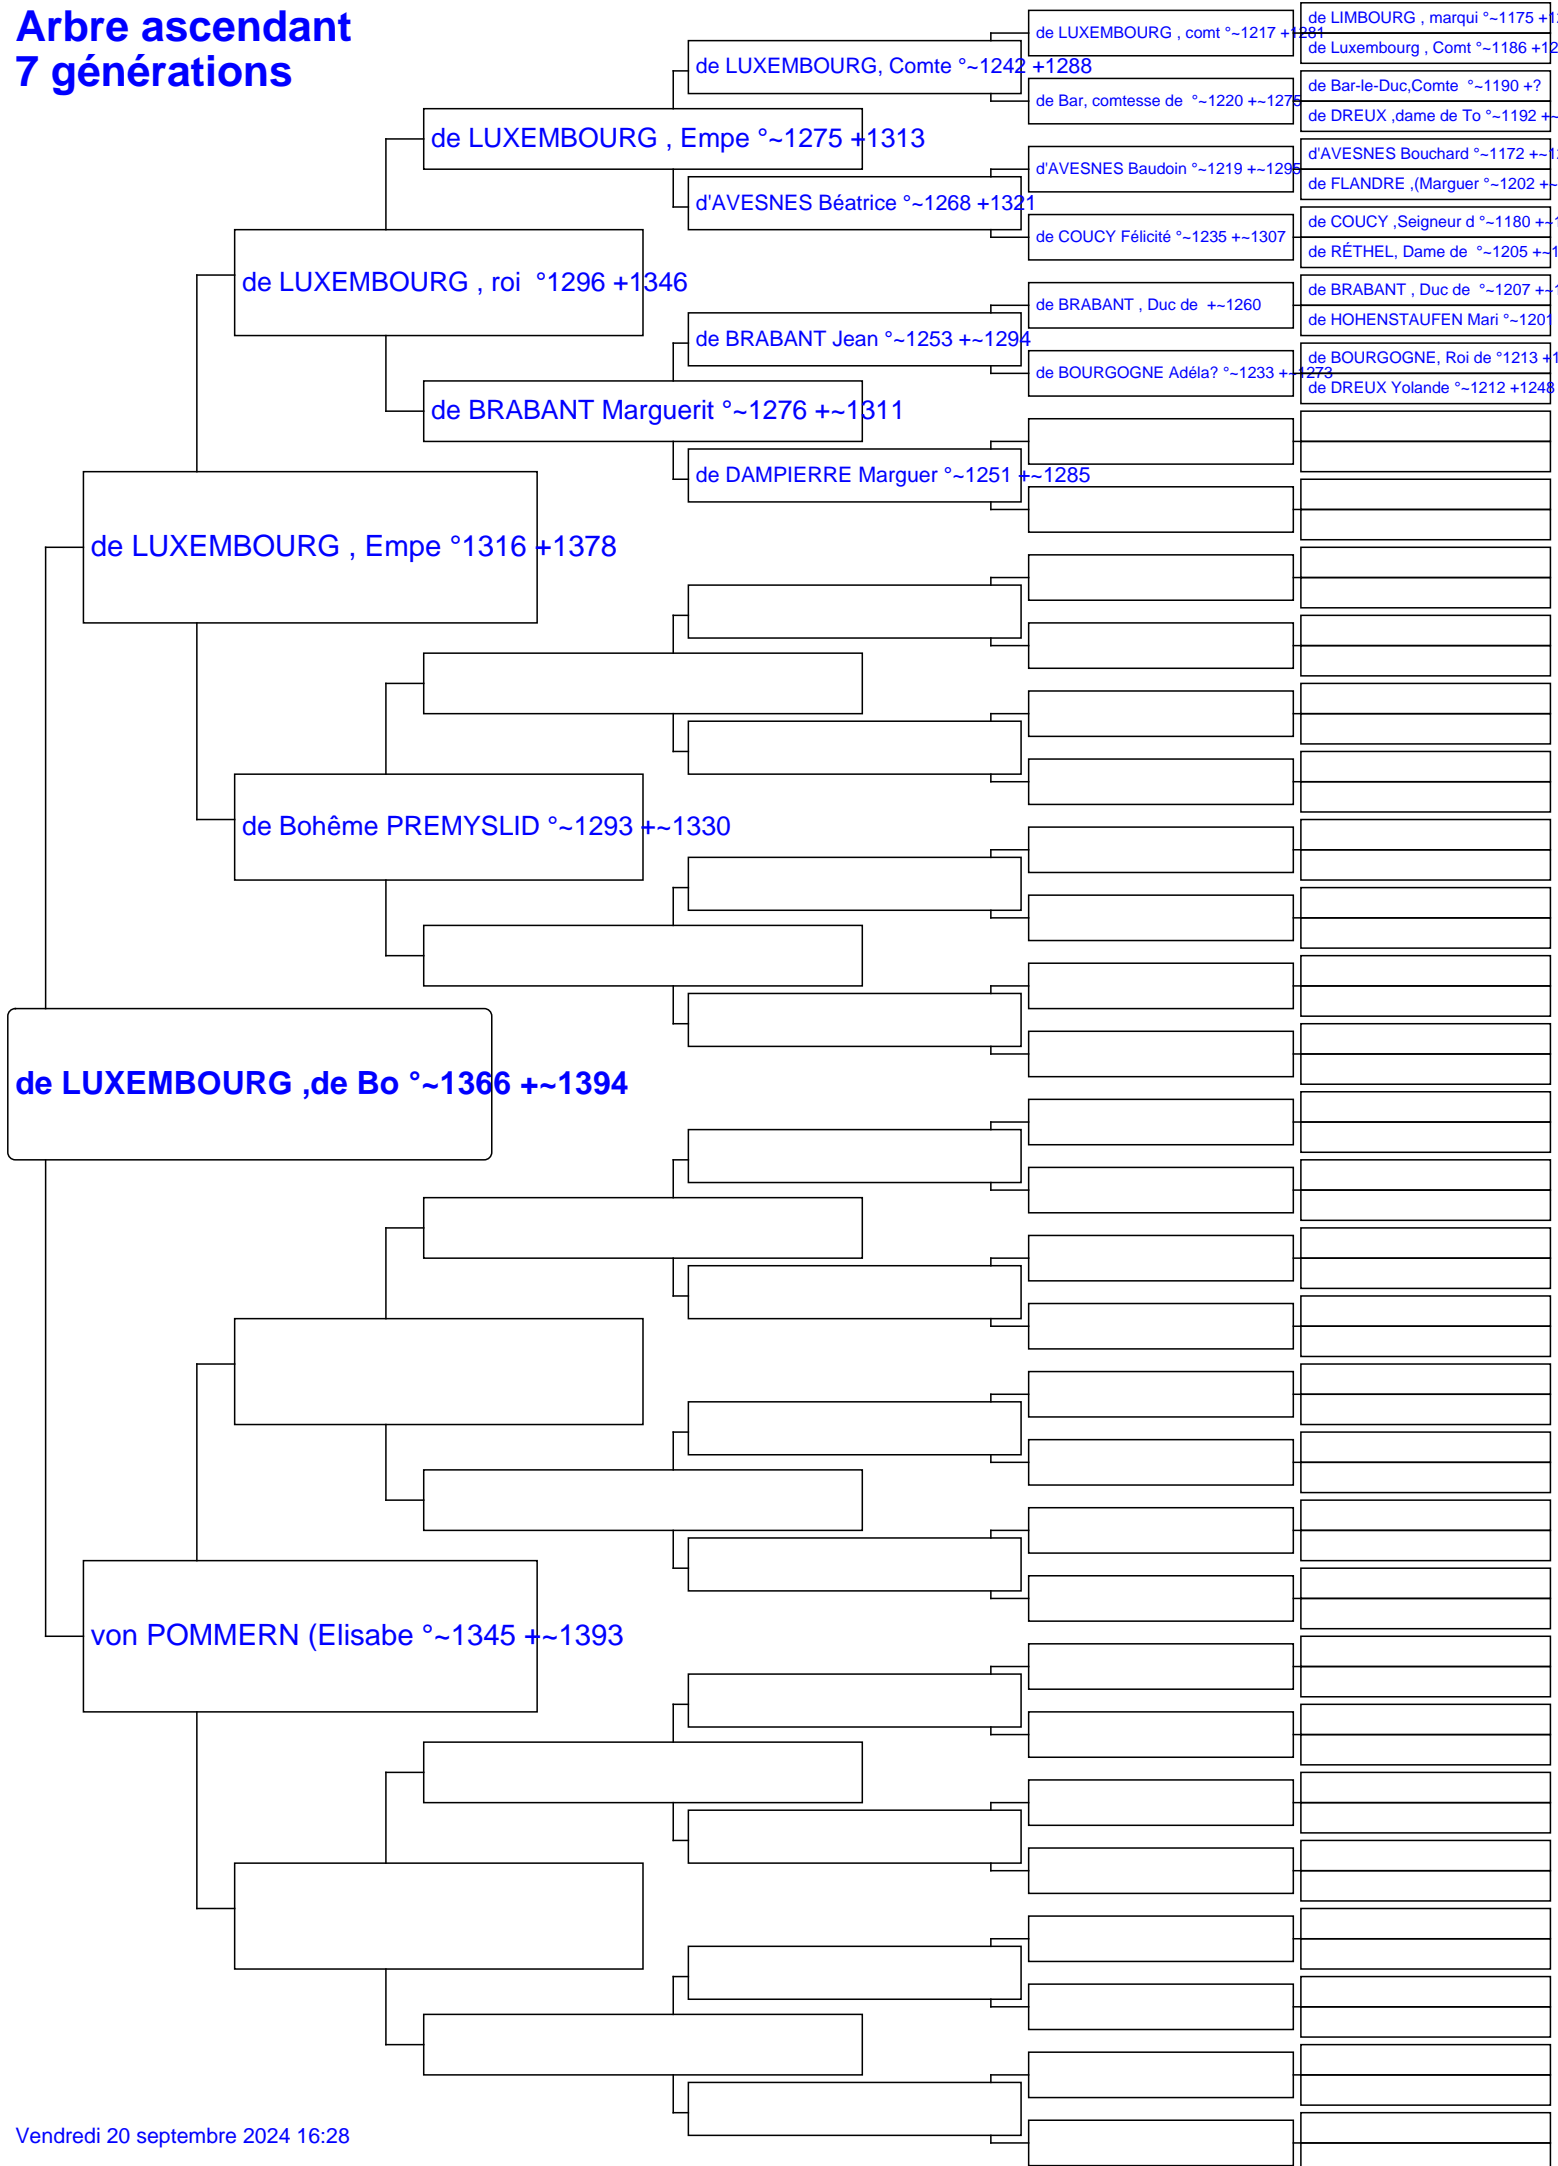 Arbre ascendant
7 générations
de LIMBOURG , marqui °~1175 +12
de LUXEMBOURG , comt °~1217 +1281
de Luxembourg , Comt °~1186 +12
de LUXEMBOURG, Comte °~1242 +1288
de Bar-le-Duc,Comte °~1190 +?
de Bar, comtesse de °~1220 +~1275
de DREUX ,dame de To °~1192 +~
de LUXEMBOURG , Empe °~1275 +1313
d'AVESNES Bouchard °~1172 +~12
d'AVESNES Baudoin °~1219 +~1295
de FLANDRE ,(Marguer °~1202 +~
d'AVESNES Béatrice °~1268 +1321
de COUCY ,Seigneur d °~1180 +~1
de COUCY Félicité °~1235 +~1307
de RÉTHEL, Dame de °~1205 +~1
de LUXEMBOURG , roi °1296 +1346
de BRABANT , Duc de °~1207 +~1
de BRABANT , Duc de +~1260
de HOHENSTAUFEN Mari °~1201
de BRABANT Jean °~1253 +~1294
de BOURGOGNE, Roi de °1213 +1
de BOURGOGNE Adéla? °~1233 +~1273
de DREUX Yolande °~1212 +1248
de BRABANT Marguerit °~1276 +~1311
de DAMPIERRE Marguer °~1251 +~1285
de LUXEMBOURG , Empe °1316 +1378
de Bohême PREMYSLID °~1293 +~1330
de LUXEMBOURG ,de Bo °~1366 +~1394
von POMMERN (Elisabe °~1345 +~1393
Vendredi 20 septembre 2024 16:28